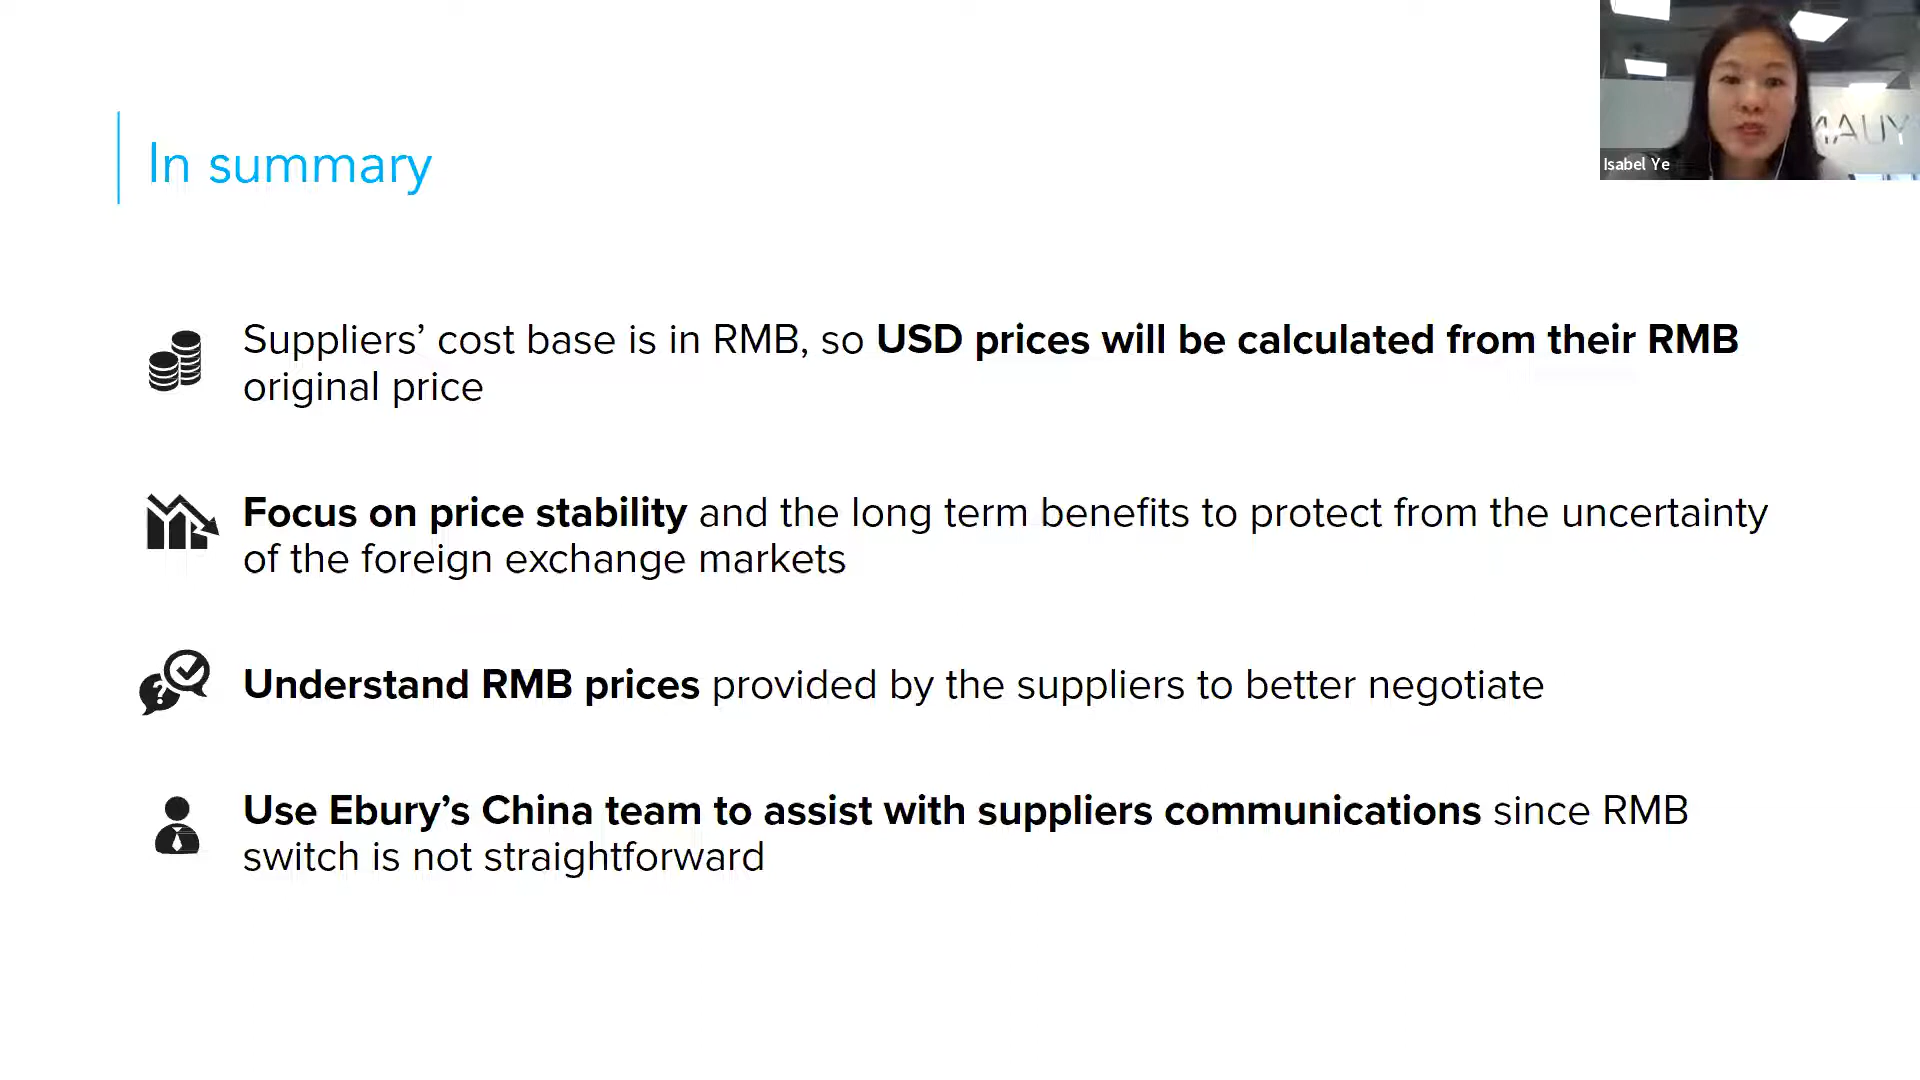 In summary
Isabel Ye
Suppliers’ cost base is in RMB, so USD prices will be calculated from their RMB
original price
Focus on price stability and the long term benefits to protect from the uncertainty
of the foreign exchange markets
?
Understand RMB prices provided by the suppliers to better negotiate
Use Ebury’s China team to assist with suppliers communications since RMB
switch is not straightforward